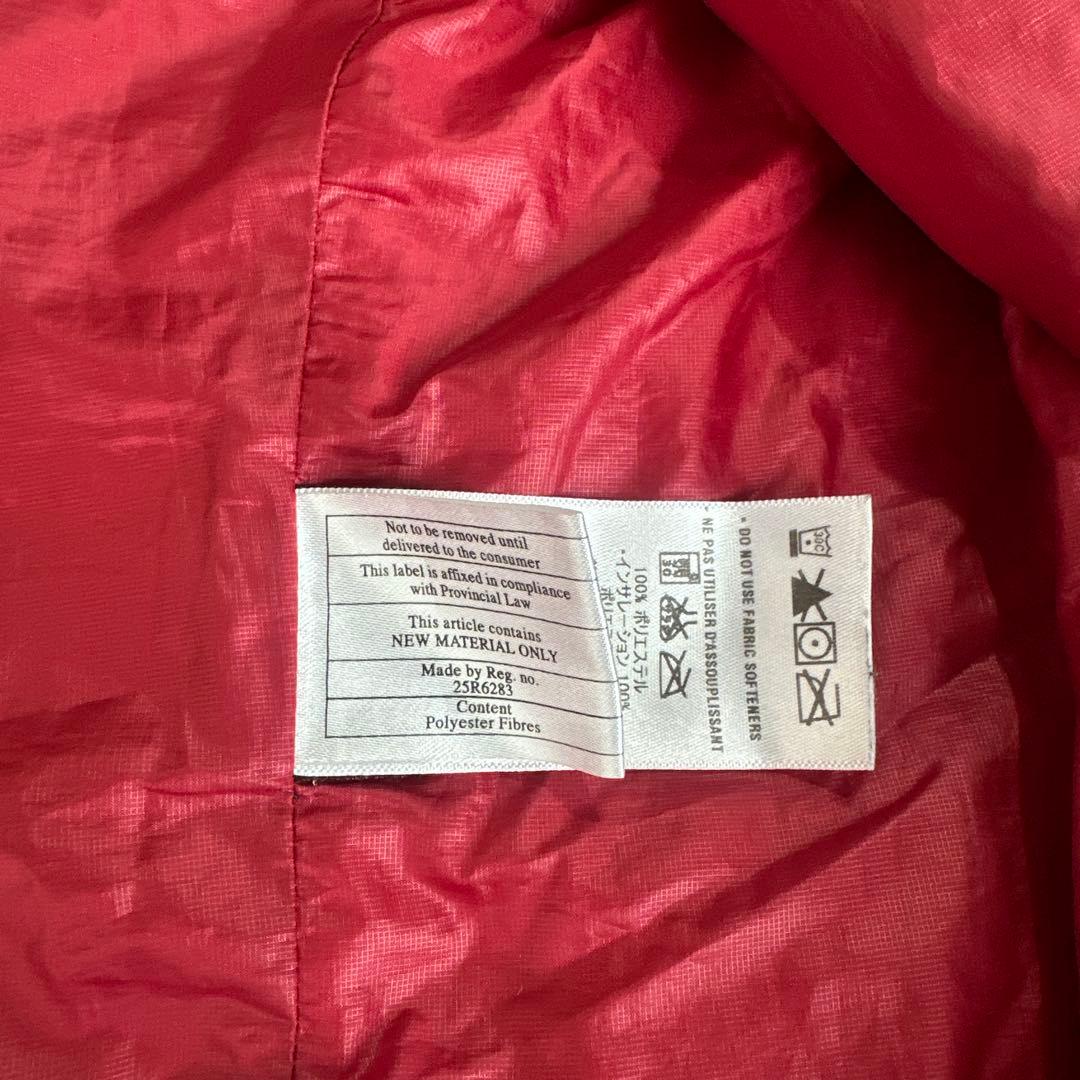 Not to be removed until
delivered to the consumer
This label is affixed in compliance
with Provincial Law
This article contains
NEW MATERIAL ONLY
Made by Reg. no.
25R6283
Content
Polyester Fibres
30C
• DO NOT USE FABRIC SOFTENERS
• NE PAS UTILISER D'ASSOUPLISSANT
100% ポリエステル
・インサレーション 100%